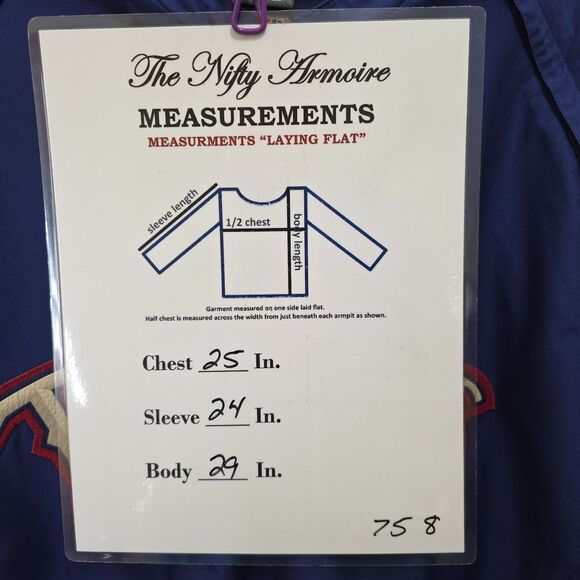 The Nifty Armoire
MEASUREMENTS
MEASURMENTS "LAYING FLAT"
sleeve length
1/2 chest
body length
Garment measured on one side laid flat.
Half chest is measured across the width from just beneath each armpit as shown.
Chest 25 In.
Sleeve 24 In.
Body 29 In.
758